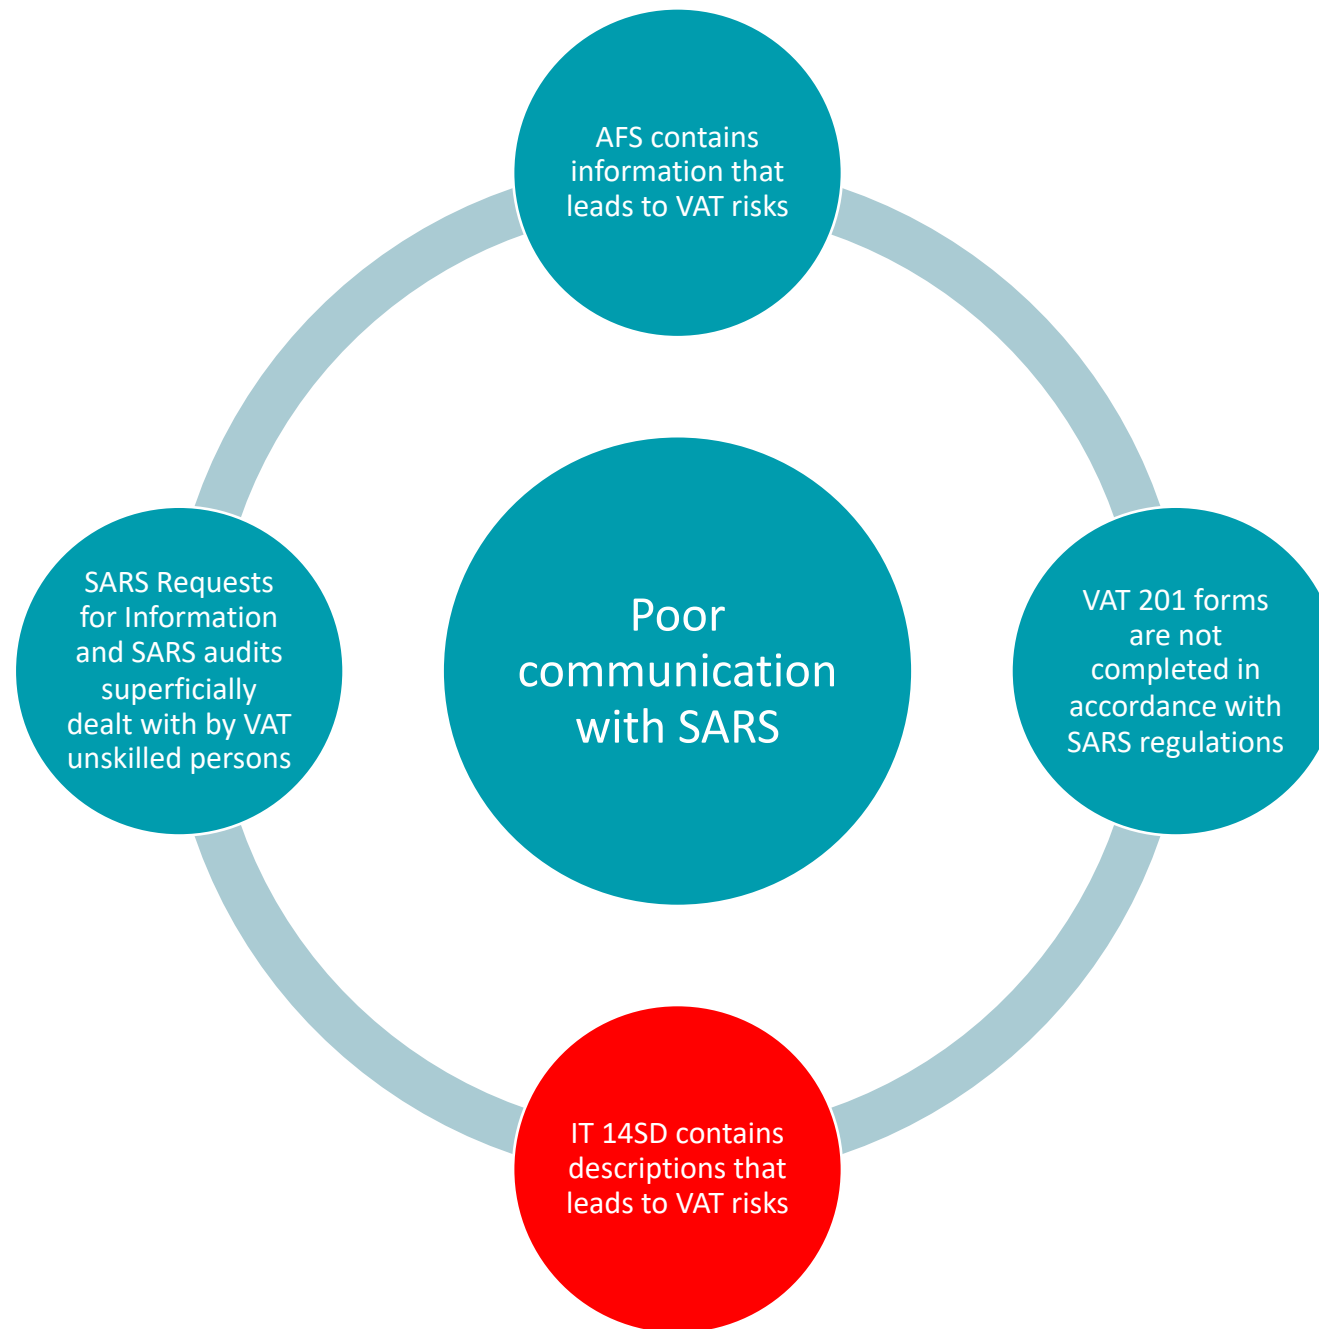 AFS contains
information that
leads to VAT risks
SARS Requests
for Information
and SARS audits
superficially
dealt with by VAT
unskilled persons
Poor
communication
with SARS
VAT 201 forms
are not
completed in
accordance with
SARS regulations
IT 14SD contains
descriptions that
leads to VAT risks